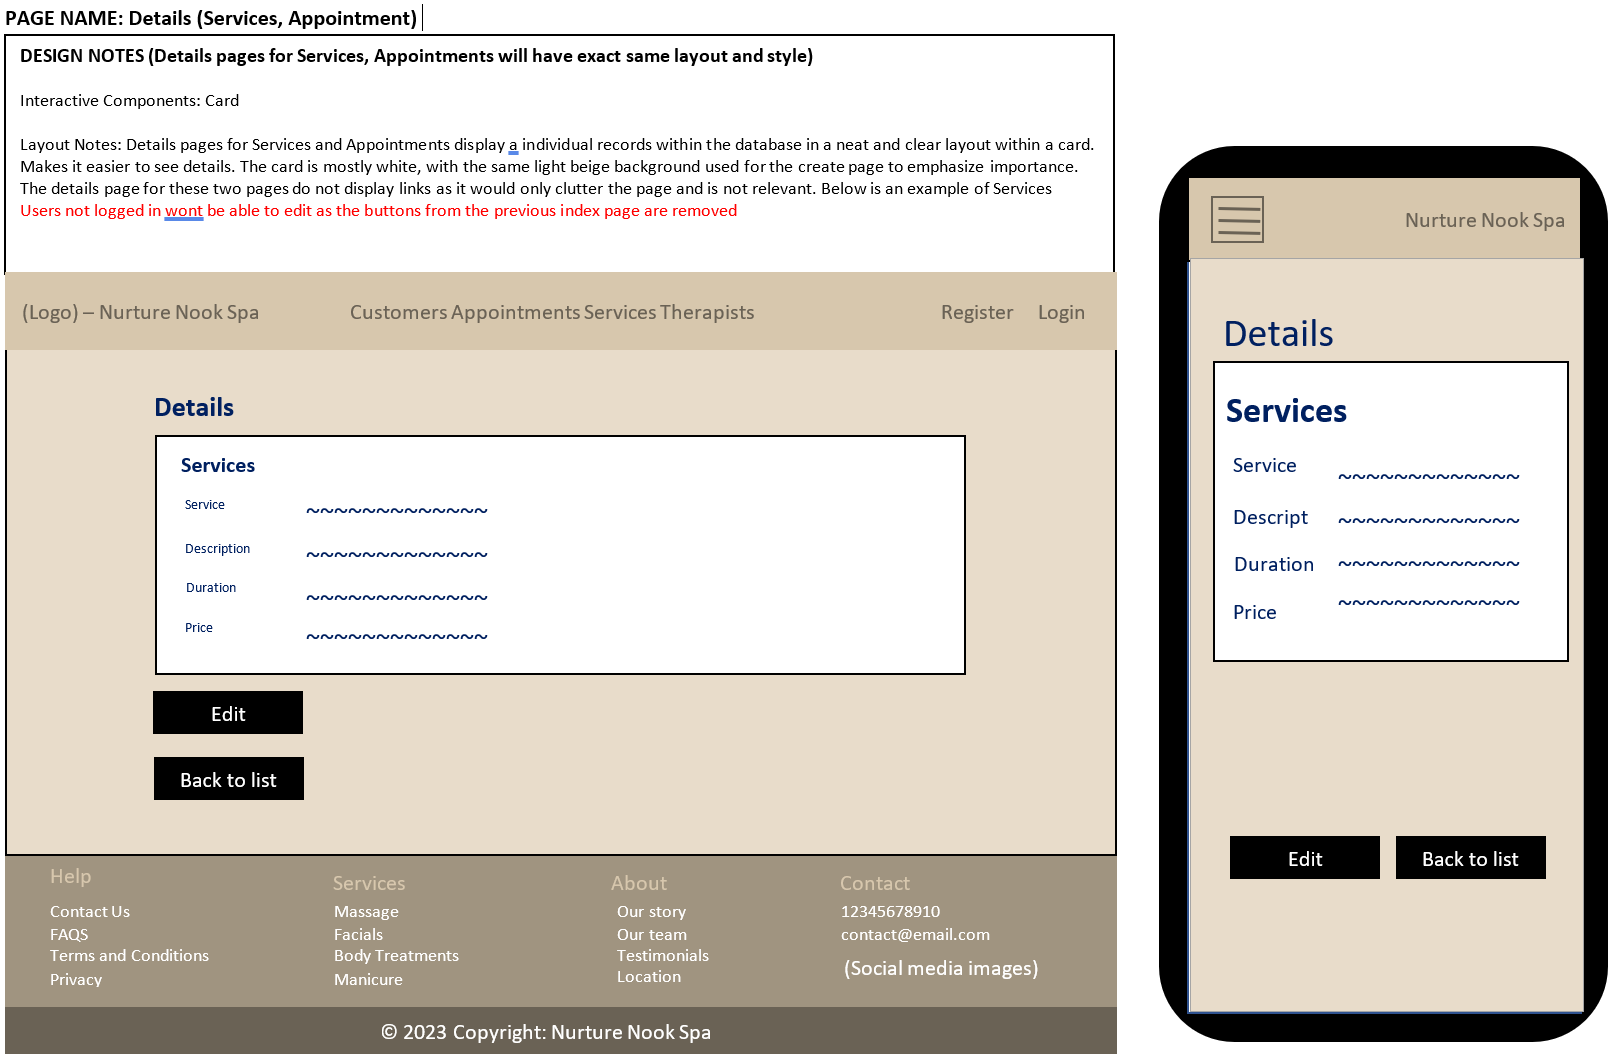 PAGE NAME: Details (Services, Appointment)
DESIGN NOTES (Details pages for Services, Appointments will have exact same layout and style)
Interactive Components: Card
Layout Notes: Details pages for Services and Appointments display a individual records within the database in a neat and clear layout within a card.
Makes it easier to see details. The card is mostly white, with the same light beige background used for the create page to emphasize importance.
The details page for these two pages do not display links as it would only clutter the page and is not relevant. Below is an example of Services
Users not logged in wont be able to edit as the buttons from the previous index page are removed
(Logo) – Nurture Nook Spa Customers Appointments Services Therapists Register Login
Details
Services
Service ~~~~~~~~~~~~~
Description ~~~~~~~~~~~~~
Duration ~~~~~~~~~~~~~
Price ~~~~~~~~~~~~~
Edit
Back to list
Help
Contact Us
FAQS
Terms and Conditions
Privacy
Services
Massage
Facials
Body Treatments
Manicure
About
Our story
Our team
Testimonials
Location
Contact
12345678910
contact@email.com
(Social media images)
© 2023 Copyright: Nurture Nook Spa
Nurture Nook Spa
Details
Services
Service ~~~~~~~~~~~~~
Descript ~~~~~~~~~~~~~
Duration ~~~~~~~~~~~~~
Price ~~~~~~~~~~~~~
Edit Back to list